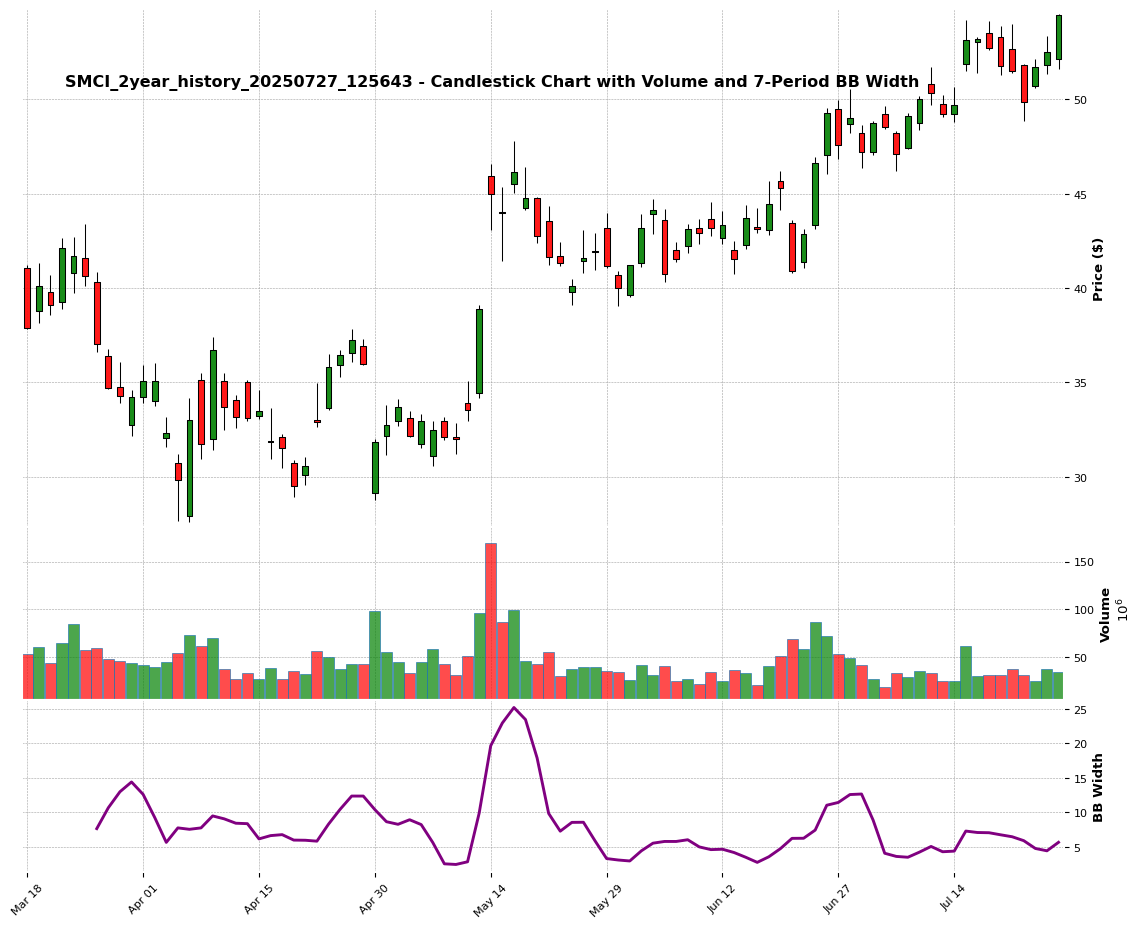 SMCI_2year_history_20250727_125643 - Candlestick Chart with Volume and 7-Period BB Width
50
45
40
35
30
Price ($)
150
100
50
Volume
10^6
25
20
15
10
5
BB Width
Mar 18
Apr 01
Apr 15
Apr 30
May 14
May 29
Jun 12
Jun 27
Jul 14